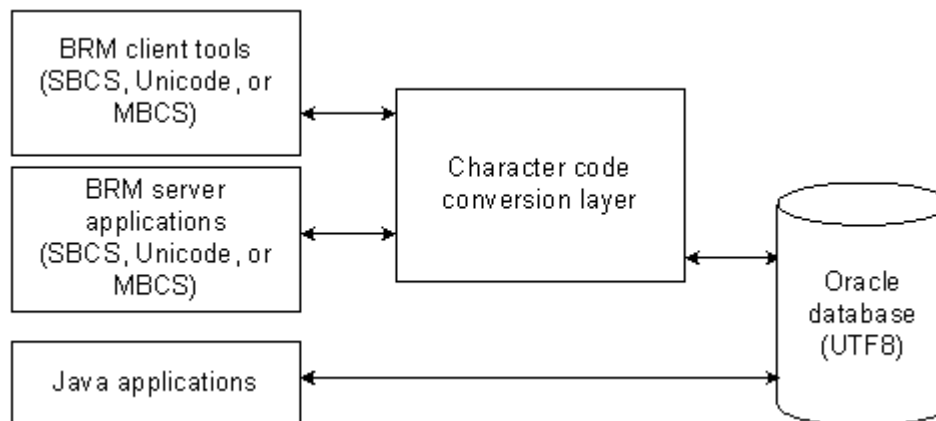 BRM client tools
(SBCS, Unicode, or
MBCS)
Character code
conversion layer
BRM server
applications
(SBCS, Unicode, or
MBCS)
Oracle
database
(UTF8)
Java applications